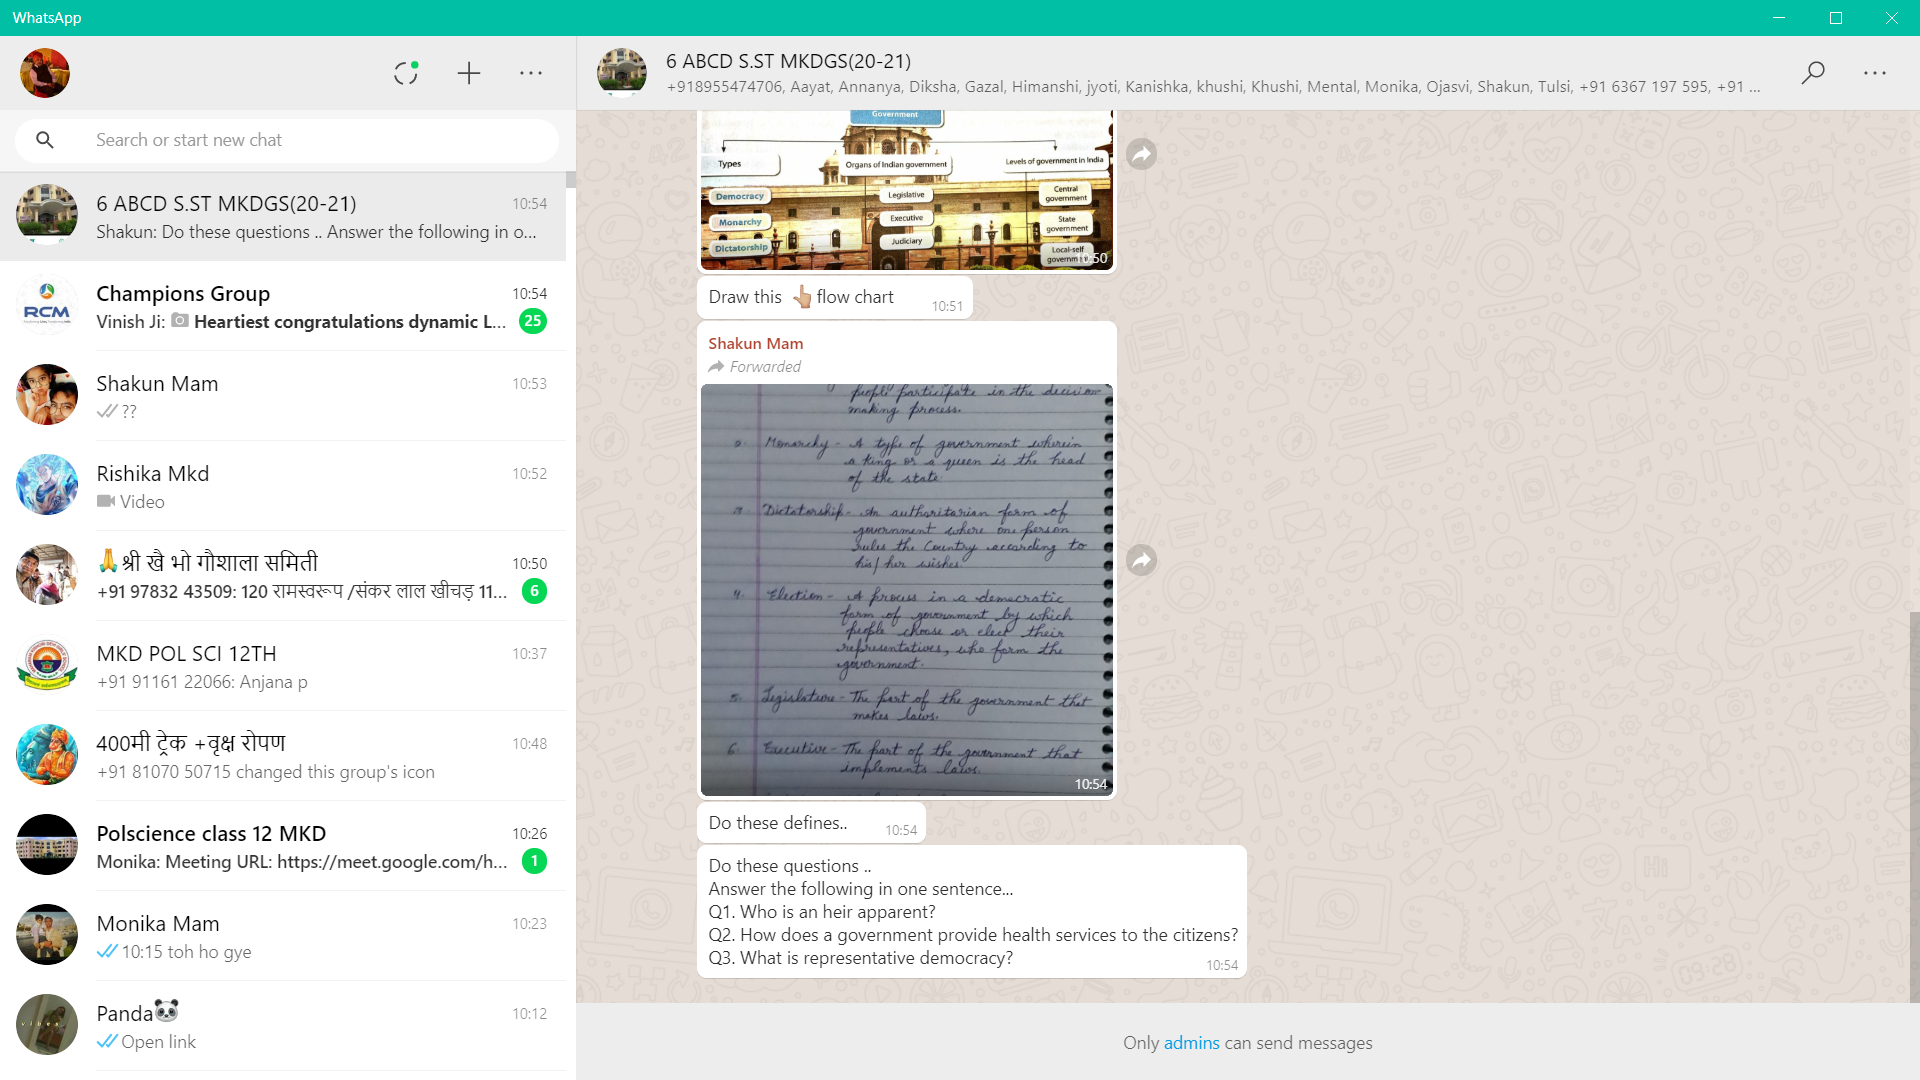 WhatsApp
Search or start new chat
6 ABCD S.ST MKDGS(20-21)
10:54
Shakun: Do these questions .. Answer the following in o...
Champions Group
10:54
RCM
Vinish Ji: Heartiest congratulations dynamic L...
25
Shakun Mam
10:53
??
Rishika Mkd
10:52
Video
🙏श्री खै भो गौशाला समिती
10:50
+91 97832 43509: 120 रामस्वरूप /संकर लाल खीचड़ 11...
6
MKD POL SCI 12TH
10:37
+91 91161 22066: Anjana p
400मी ट्रेक +वृक्ष रोपण
10:48
+91 81070 50715 changed this group's icon
Polscience class 12 MKD
10:26
Monika: Meeting URL: https://meet.google.com/h...
1
Monika Mam
10:23
10:15 toh ho gye
Panda🐼
10:12
Open link
6 ABCD S.ST MKDGS(20-21)
+918955474706, Aayat, Annanya, Diksha, Gazal, Himanshi, jyoti, Kanishka, khushi, Khushi, Mental, Monika, Ojasvi, Shakun, Tulsi, +91 6367 197 595, +91 ...
Government
Types
Organs of Indian government
Levels of government in India
Democracy
Monarchy
Dictatorship
Legislative
Executive
Judiciary
Central
government
State
government
Local-self
government
10:50
Draw this 👆🏼flow chart
10:51
Shakun Mam
Forwarded
people participate in the decision
making process.
2. Monarchy - A type of government wherein
a king or a queen is the head
of the state.
3. Dictatorship - An authoritarian form of
government where one person
rules the Country according to
his/her wishes.
4. Election - A process in a democratic
form of government by which
people choose or elect their
representatives, who form the
government.
5. Legislature - The part of the government that
makes laws.
6. Executive - The part of the government that
implements laws.
10:54
Do these defines..
10:54
Do these questions ..
Answer the following in one sentence...
Q1. Who is an heir apparent?
Q2. How does a government provide health services to the citizens?
Q3. What is representative democracy?
10:54
Only admins can send messages